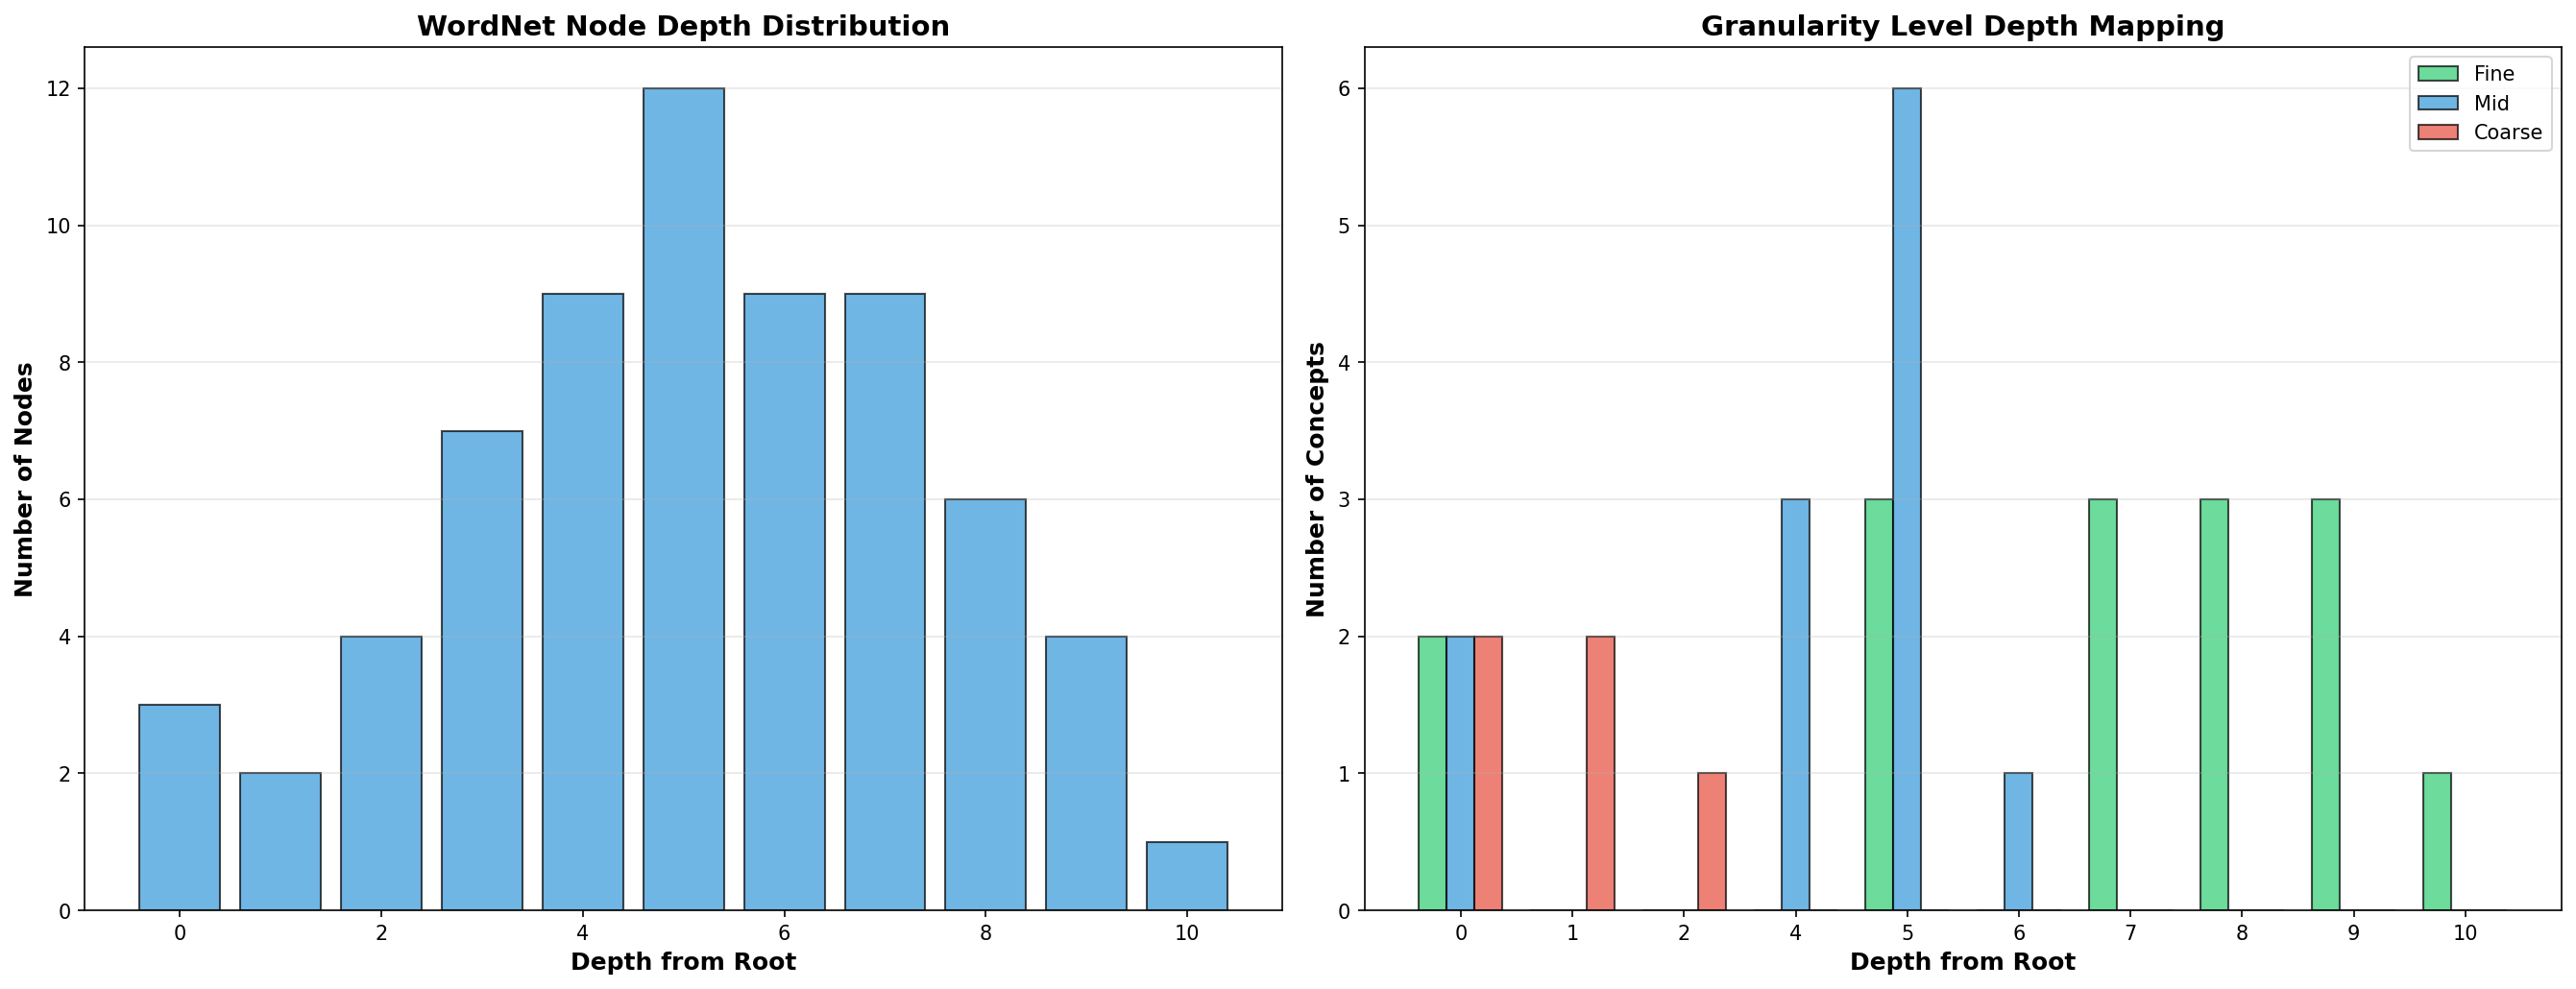 WordNet Node Depth Distribution
Number of Nodes
12
10
8
6
4
2
0
0 2 4 6 8 10
Depth from Root
Granularity Level Depth Mapping
Number of Concepts
6
5
4
3
2
1
0
Fine
Mid
Coarse
0 1 2 4 5 6 7 8 9 10
Depth from Root